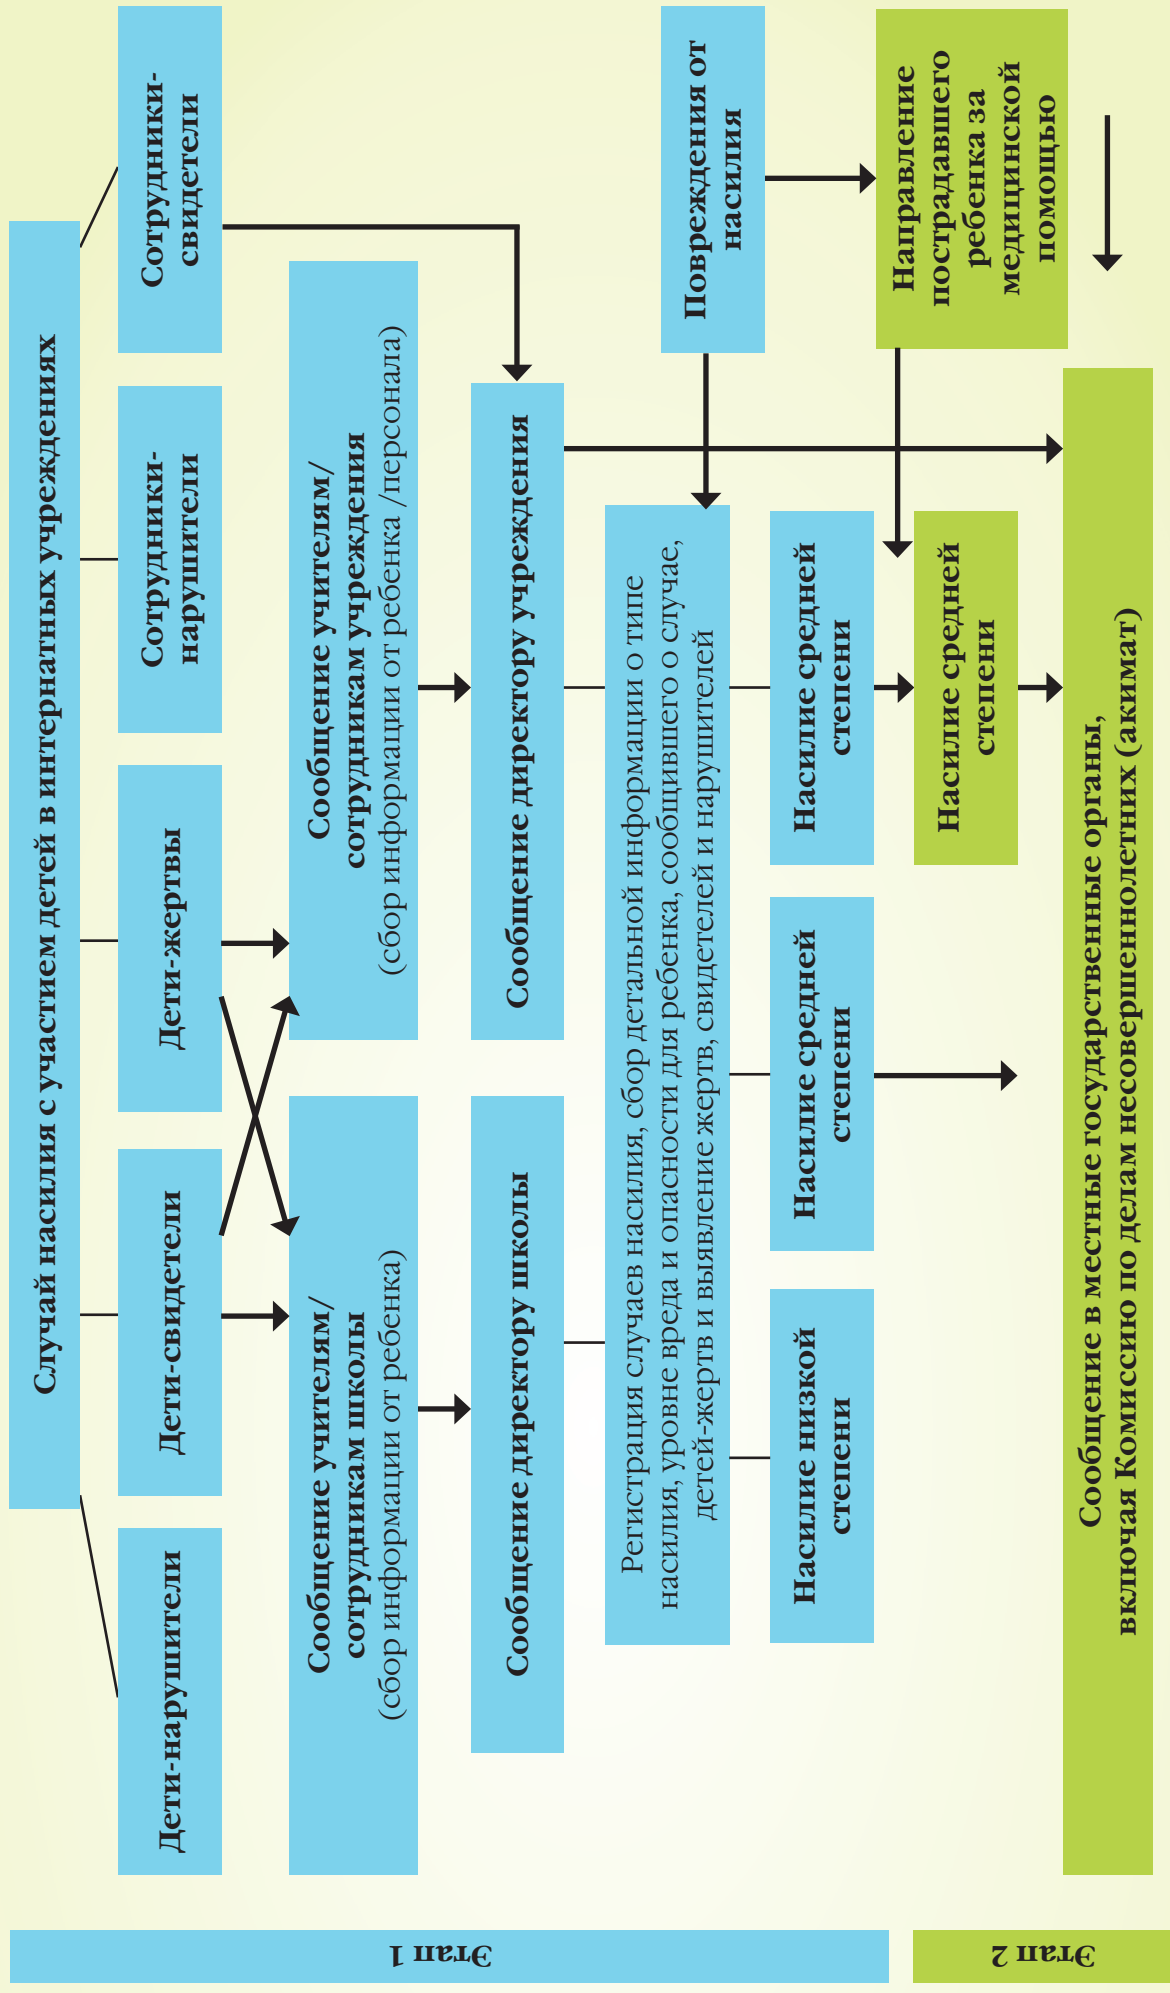 Случай насилия с участием детей в интернатных учреждениях
Дети-нарушители
Дети-свидетели
Дети-жертвы
Сотрудники-
нарушители
Сотрудники-
свидетели
Сообщение учителям/
сотрудникам школы
(сбор информации от ребенка)
Сообщение учителям/
сотрудникам учреждения
(сбор информации от ребенка /персонала)
Сообщение директору школы
Сообщение директору учреждения
Регистрация случаев насилия, сбор детальной информации о типе
насилия, уровне вреда и опасности для ребенка, сообщившего о случае,
детей-жертв и выявление жертв, свидетелей и нарушителей
Повреждения от
насилия
Насилие низкой
степени
Насилие средней
степени
Насилие средней
степени
Направление
пострадавшего
ребенка за
медицинской
помощью
Насилие средней
степени
Сообщение в местные государственные органы,
включая Комиссию по делам несовершеннолетних (акимат)
Этап 1
Этап 2